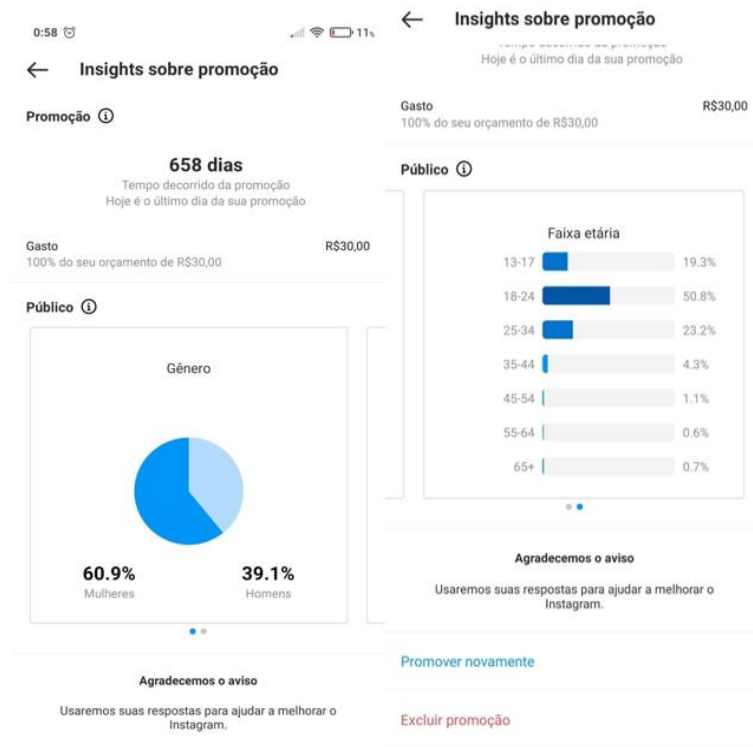 0:58
11%
Insights sobre promoção
Promoção
658 dias
Tempo decorrido da promoção
Hoje é o último dia da sua promoção
Gasto
R$30,00
100% do seu orçamento de R$30,00
Público
Gênero
60.9%
39.1%
Mulheres
Homens
Agradecemos o aviso
Usaremos suas respostas para ajudar a melhorar o
Instagram.
Insights sobre promoção
Tempo decorrido da promoção
Hoje é o último dia da sua promoção
Gasto
R$30,00
100% do seu orçamento de R$30,00
Público
Faixa etária
13-17 19.3%
18-24 50.8%
25-34 23.2%
35-44 4.3%
45-54 1.1%
55-64 0.6%
65+ 0.7%
Agradecemos o aviso
Usaremos suas respostas para ajudar a melhorar o
Instagram.
Promover novamente
Excluir promoção